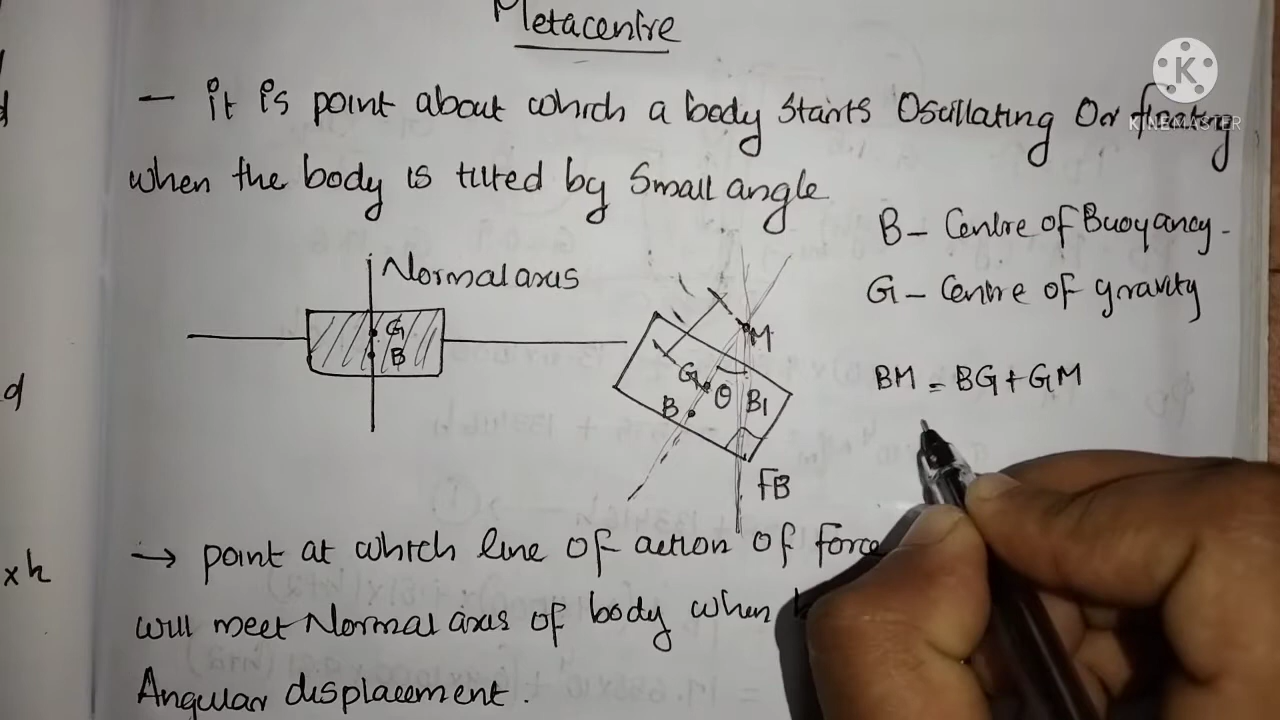 Metacentre
- it is point about which a body starts Oscillating Or floating
when the body is tilted by Small angle
B - Centre of Buoyancy -
G - Centre of gravity
Normal axis
G
B
M
G
θ
B
B1
FB
BM = BG + GM
d
xh
→ point at which line of action of force
will meet Normal axis of body when
Angular displacement.
K
KINEMASTER